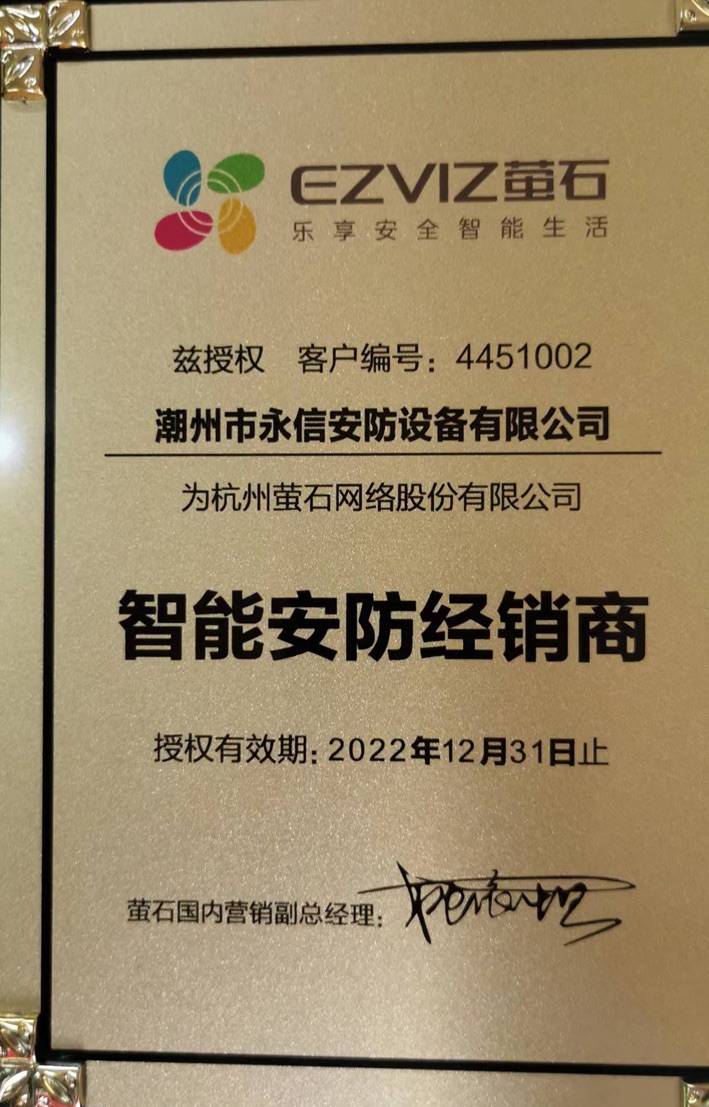 EZVIZ萤石
乐享安全智能生活
兹授权 客户编号：4451002
潮州市永信安防设备有限公司
为杭州萤石网络股份有限公司
智能安防经销商
授权有效期：2022年12月31日止
萤石国内营销副总经理：